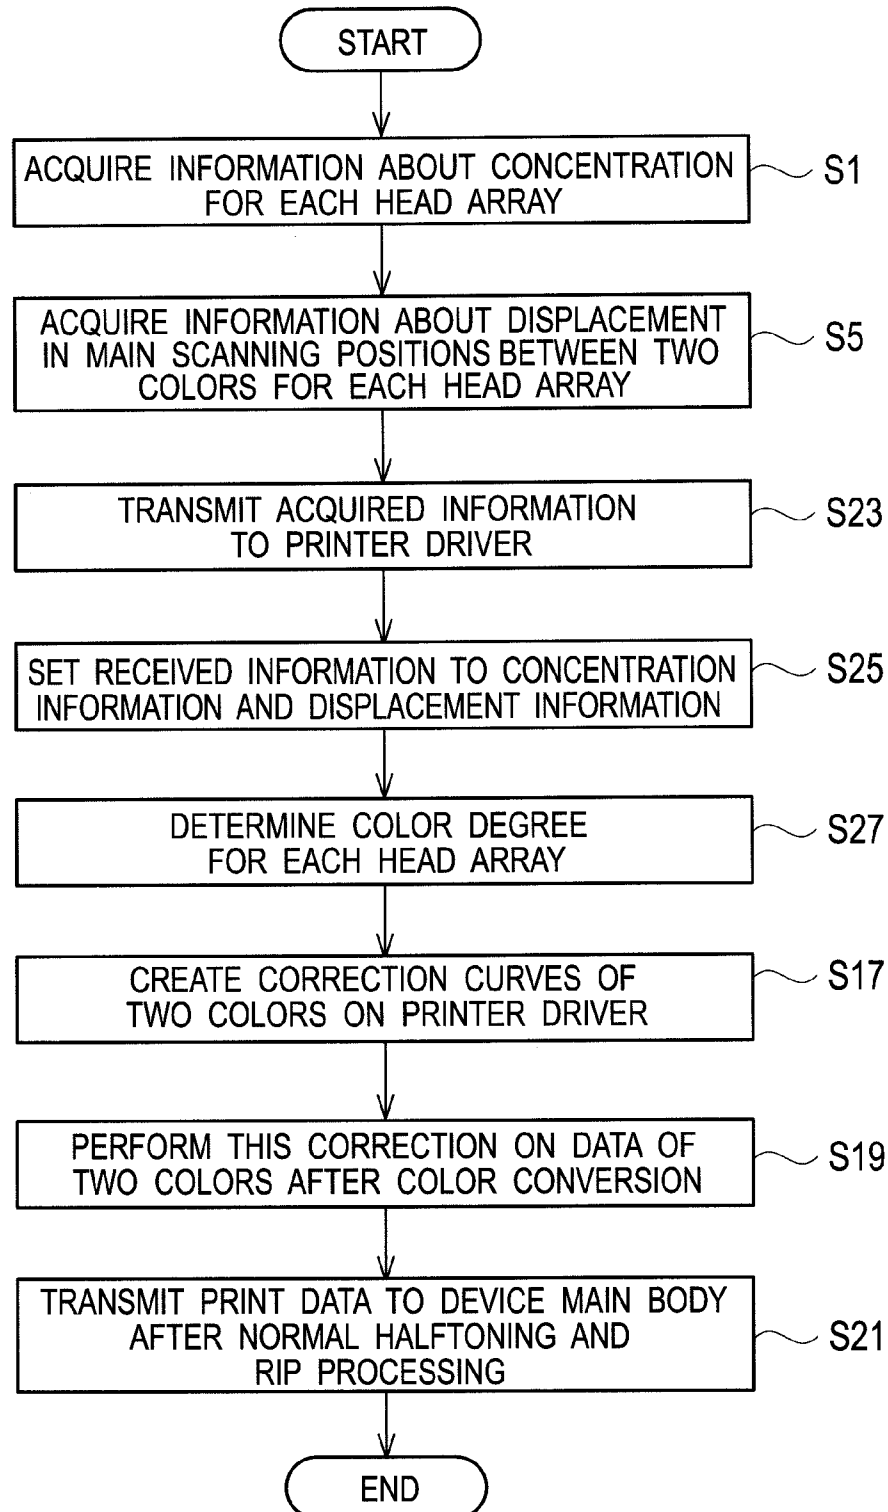 START
ACQUIRE INFORMATION ABOUT CONCENTRATION
FOR EACH HEAD ARRAY
S1
ACQUIRE INFORMATION ABOUT DISPLACEMENT
IN MAIN SCANNING POSITIONS BETWEEN TWO
COLORS FOR EACH HEAD ARRAY
S5
TRANSMIT ACQUIRED INFORMATION
TO PRINTER DRIVER
S23
SET RECEIVED INFORMATION TO CONCENTRATION
INFORMATION AND DISPLACEMENT INFORMATION
S25
DETERMINE COLOR DEGREE
FOR EACH HEAD ARRAY
S27
CREATE CORRECTION CURVES OF
TWO COLORS ON PRINTER DRIVER
S17
PERFORM THIS CORRECTION ON DATA OF
TWO COLORS AFTER COLOR CONVERSION
S19
TRANSMIT PRINT DATA TO DEVICE MAIN BODY
AFTER NORMAL HALFTONING AND
RIP PROCESSING
S21
END